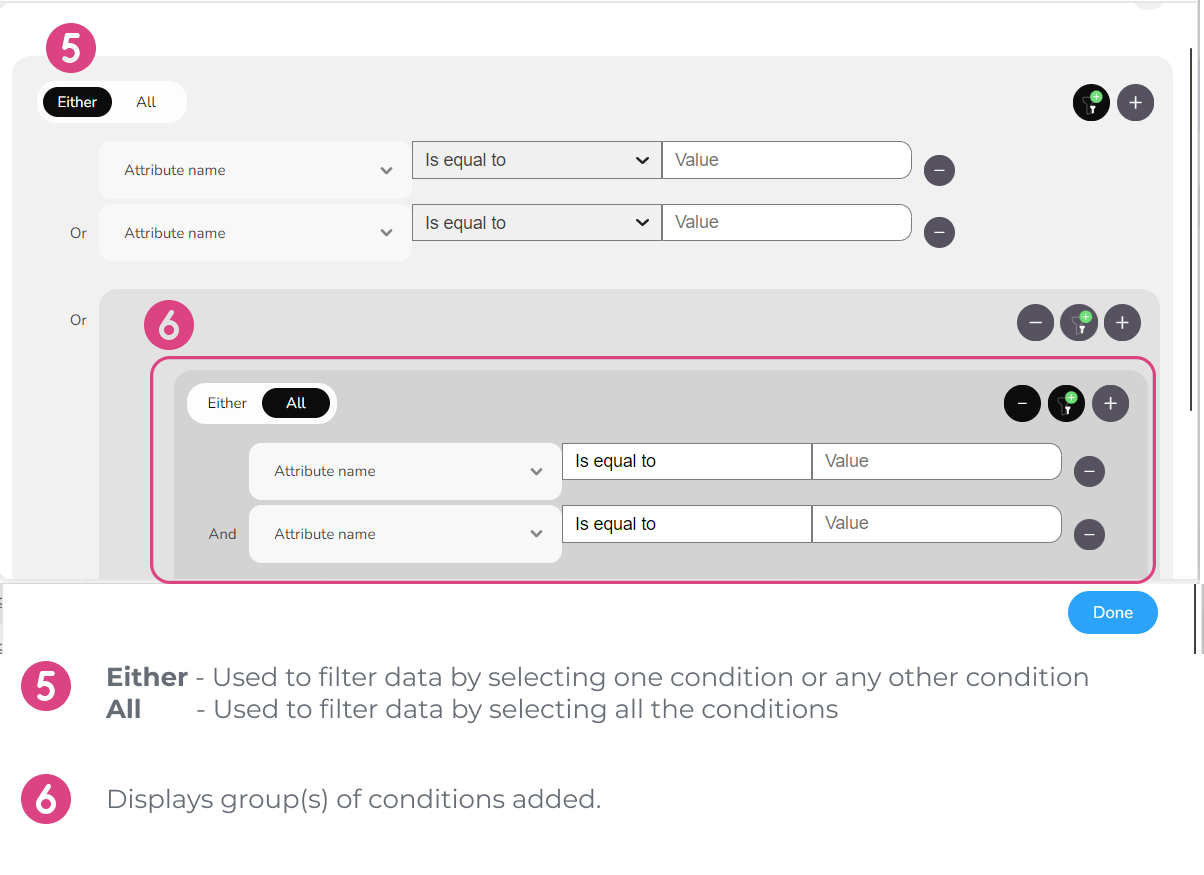 5
Either All
Attribute name Is equal to Value
Or Attribute name Is equal to Value
Or
6
Either All
Attribute name Is equal to Value
And Attribute name Is equal to Value
Done
5 Either - Used to filter data by selecting one condition or any other condition
All - Used to filter data by selecting all the conditions
6 Displays group(s) of conditions added.